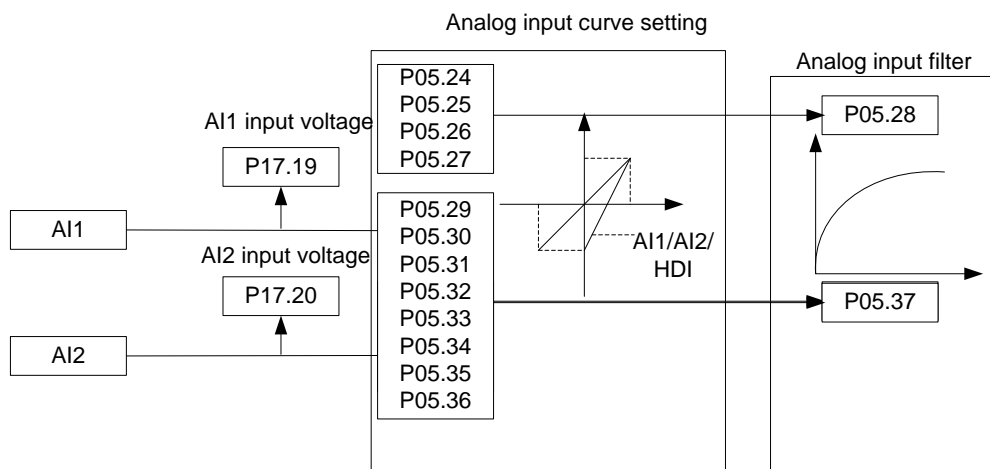 Analog input curve setting
Analog input filter
P05.24
P05.25
P05.26
P05.27
P05.28
AI1 input voltage
P17.19
AI1
P05.29
P05.30
P05.31
P05.32
P05.33
P05.34
P05.35
P05.36
AI1/AI2/
HDI
AI2 input voltage
P17.20
P05.37
AI2